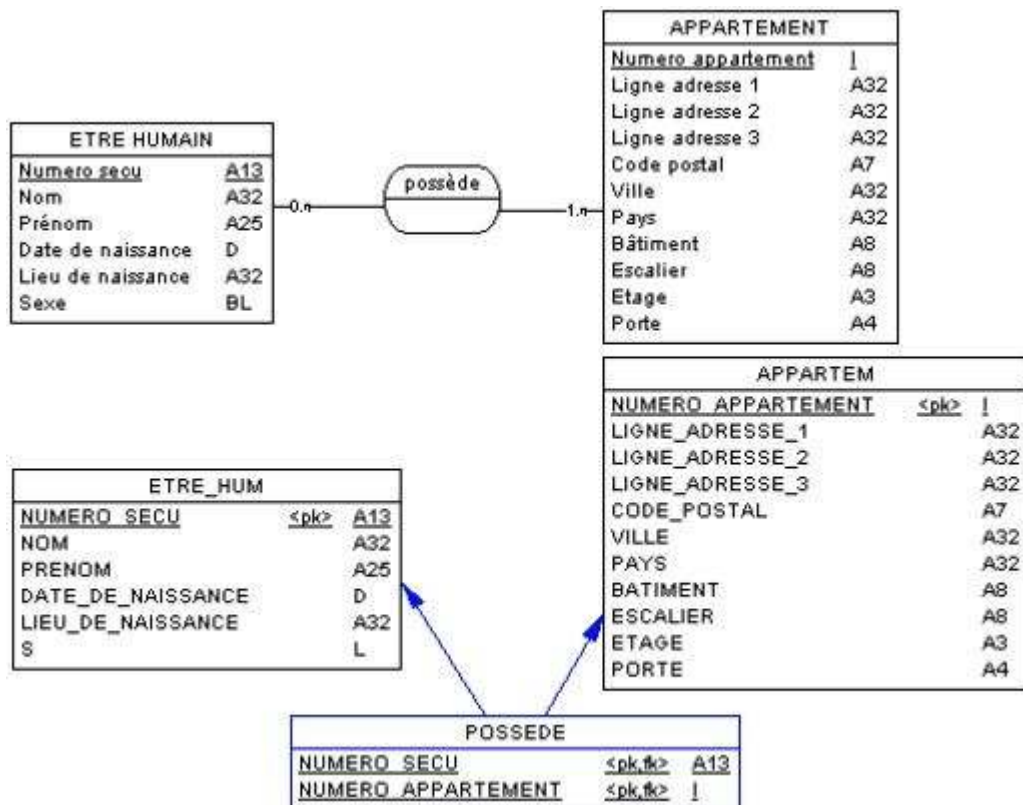 APPARTEMENT
Numero appartement I
Ligne adresse 1 A32
Ligne adresse 2 A32
Ligne adresse 3 A32
Code postal A7
Ville A32
Pays A32
Bâtiment A8
Escalier A8
Etage A3
Porte A4
ETRE HUMAIN
Numero secu A13
Nom A32
Prénom A25
Date de naissance D
Lieu de naissance A32
Sexe BL
0.n
possède
1.n
APPARTEM
NUMERO_APPARTEMENT <pk> I
LIGNE_ADRESSE_1 A32
LIGNE_ADRESSE_2 A32
LIGNE_ADRESSE_3 A32
CODE_POSTAL A7
VILLE A32
PAYS A32
BATIMENT A8
ESCALIER A8
ETAGE A3
PORTE A4
ETRE_HUM
NUMERO_SECU <pk> A13
NOM A32
PRENOM A25
DATE_DE_NAISSANCE D
LIEU_DE_NAISSANCE A32
S L
POSSEDE
NUMERO_SECU <pk,fk> A13
NUMERO_APPARTEMENT <pk,fk> I